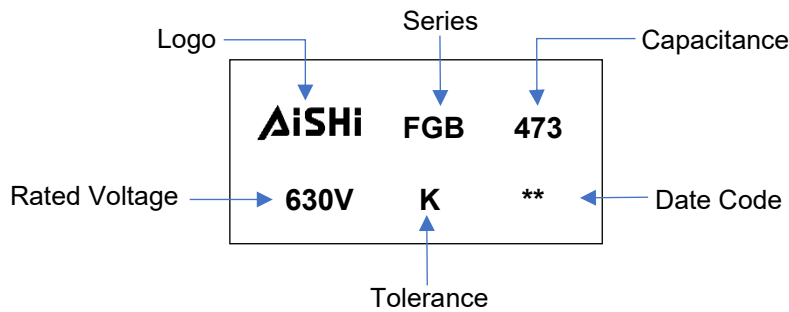 Series
Logo
Capacitance
AiSHi FGB 473
Rated Voltage
630V K **
Date Code
Tolerance